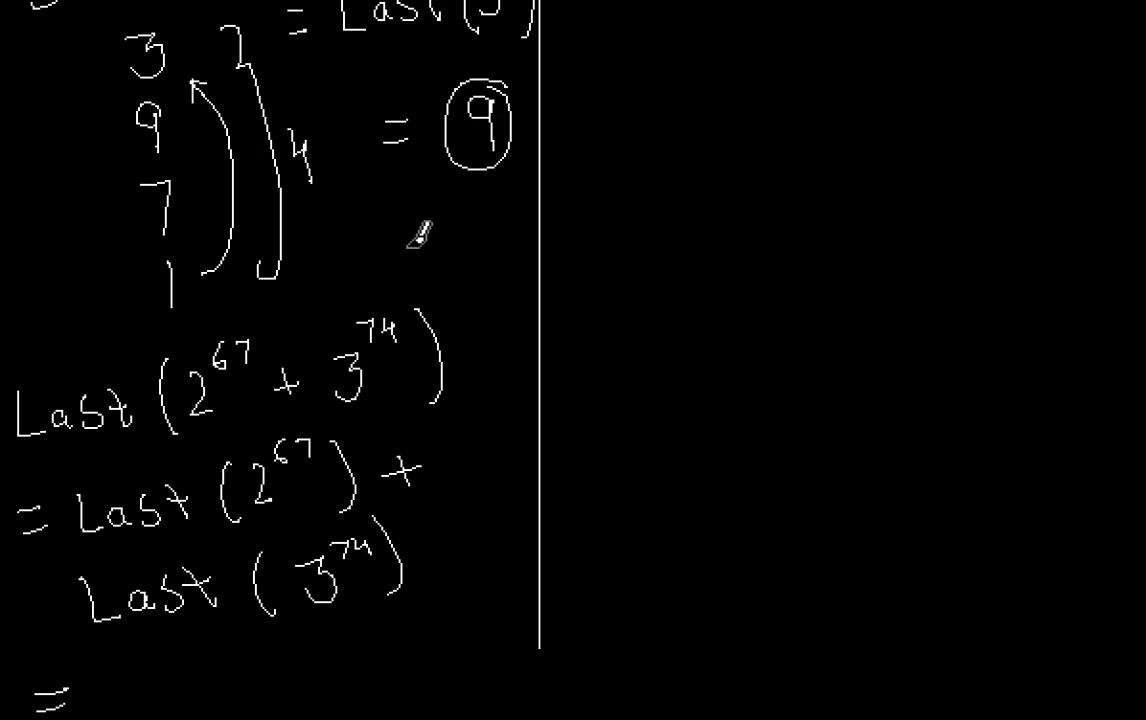 = Last (3
3
9
7
1
4
= 9
Last (2^67 + 3^74)
= Last (2^67) +
Last (3^74)
=